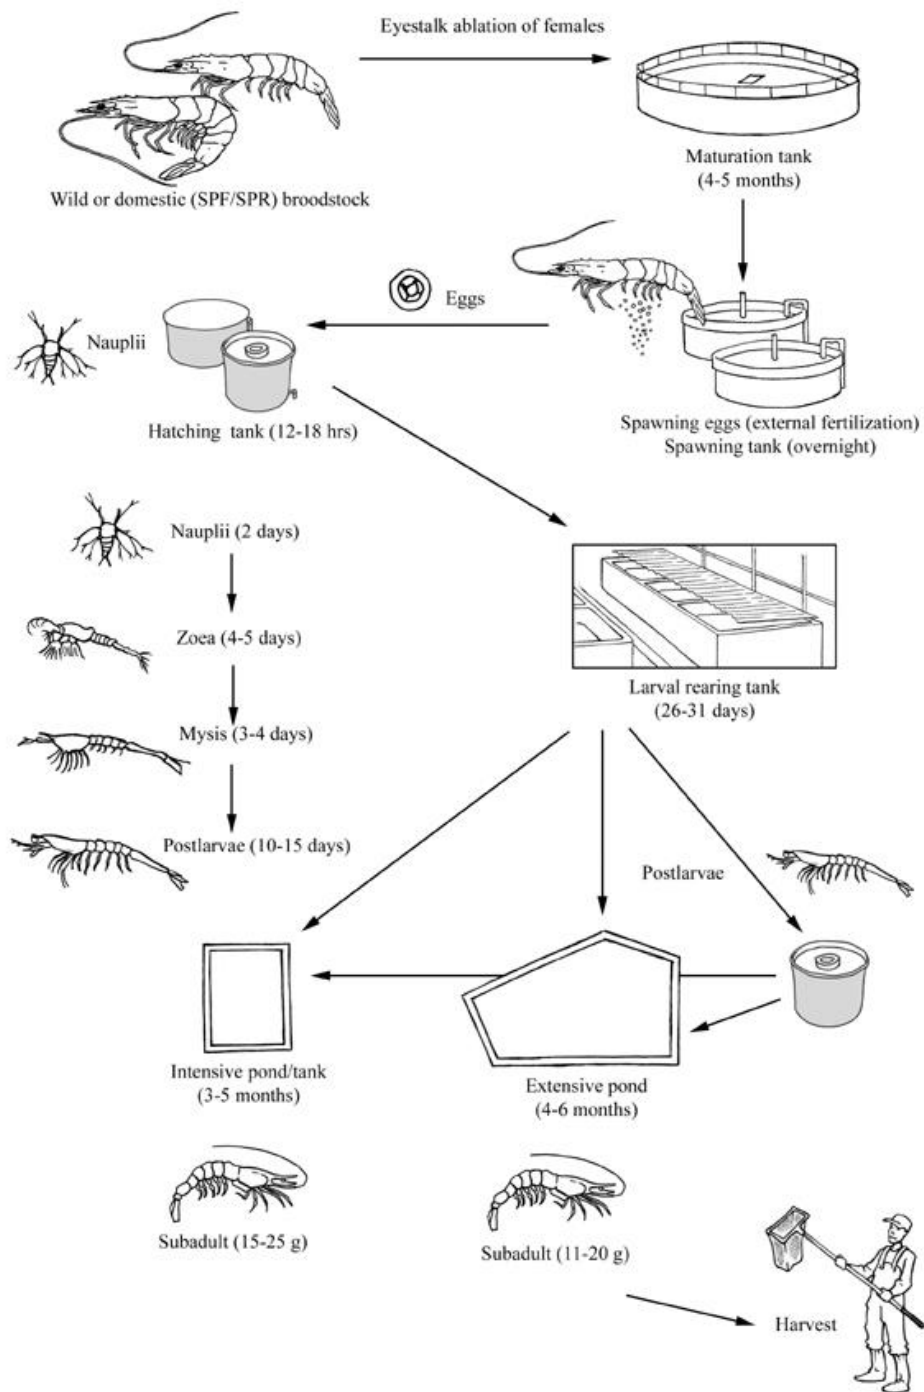 Eyestalk ablation of females
Wild or domestic (SPF/SPR) broodstock
Maturation tank
(4-5 months)
Eggs
Nauplii
Hatching tank (12-18 hrs)
Spawning eggs (external fertilization)
Spawning tank (overnight)
Nauplii (2 days)
Zoea (4-5 days)
Mysis (3-4 days)
Postlarvae (10-15 days)
Larval rearing tank
(26-31 days)
Postlarvae
Intensive pond/tank
(3-5 months)
Extensive pond
(4-6 months)
Subadult (15-25 g)
Subadult (11-20 g)
Harvest